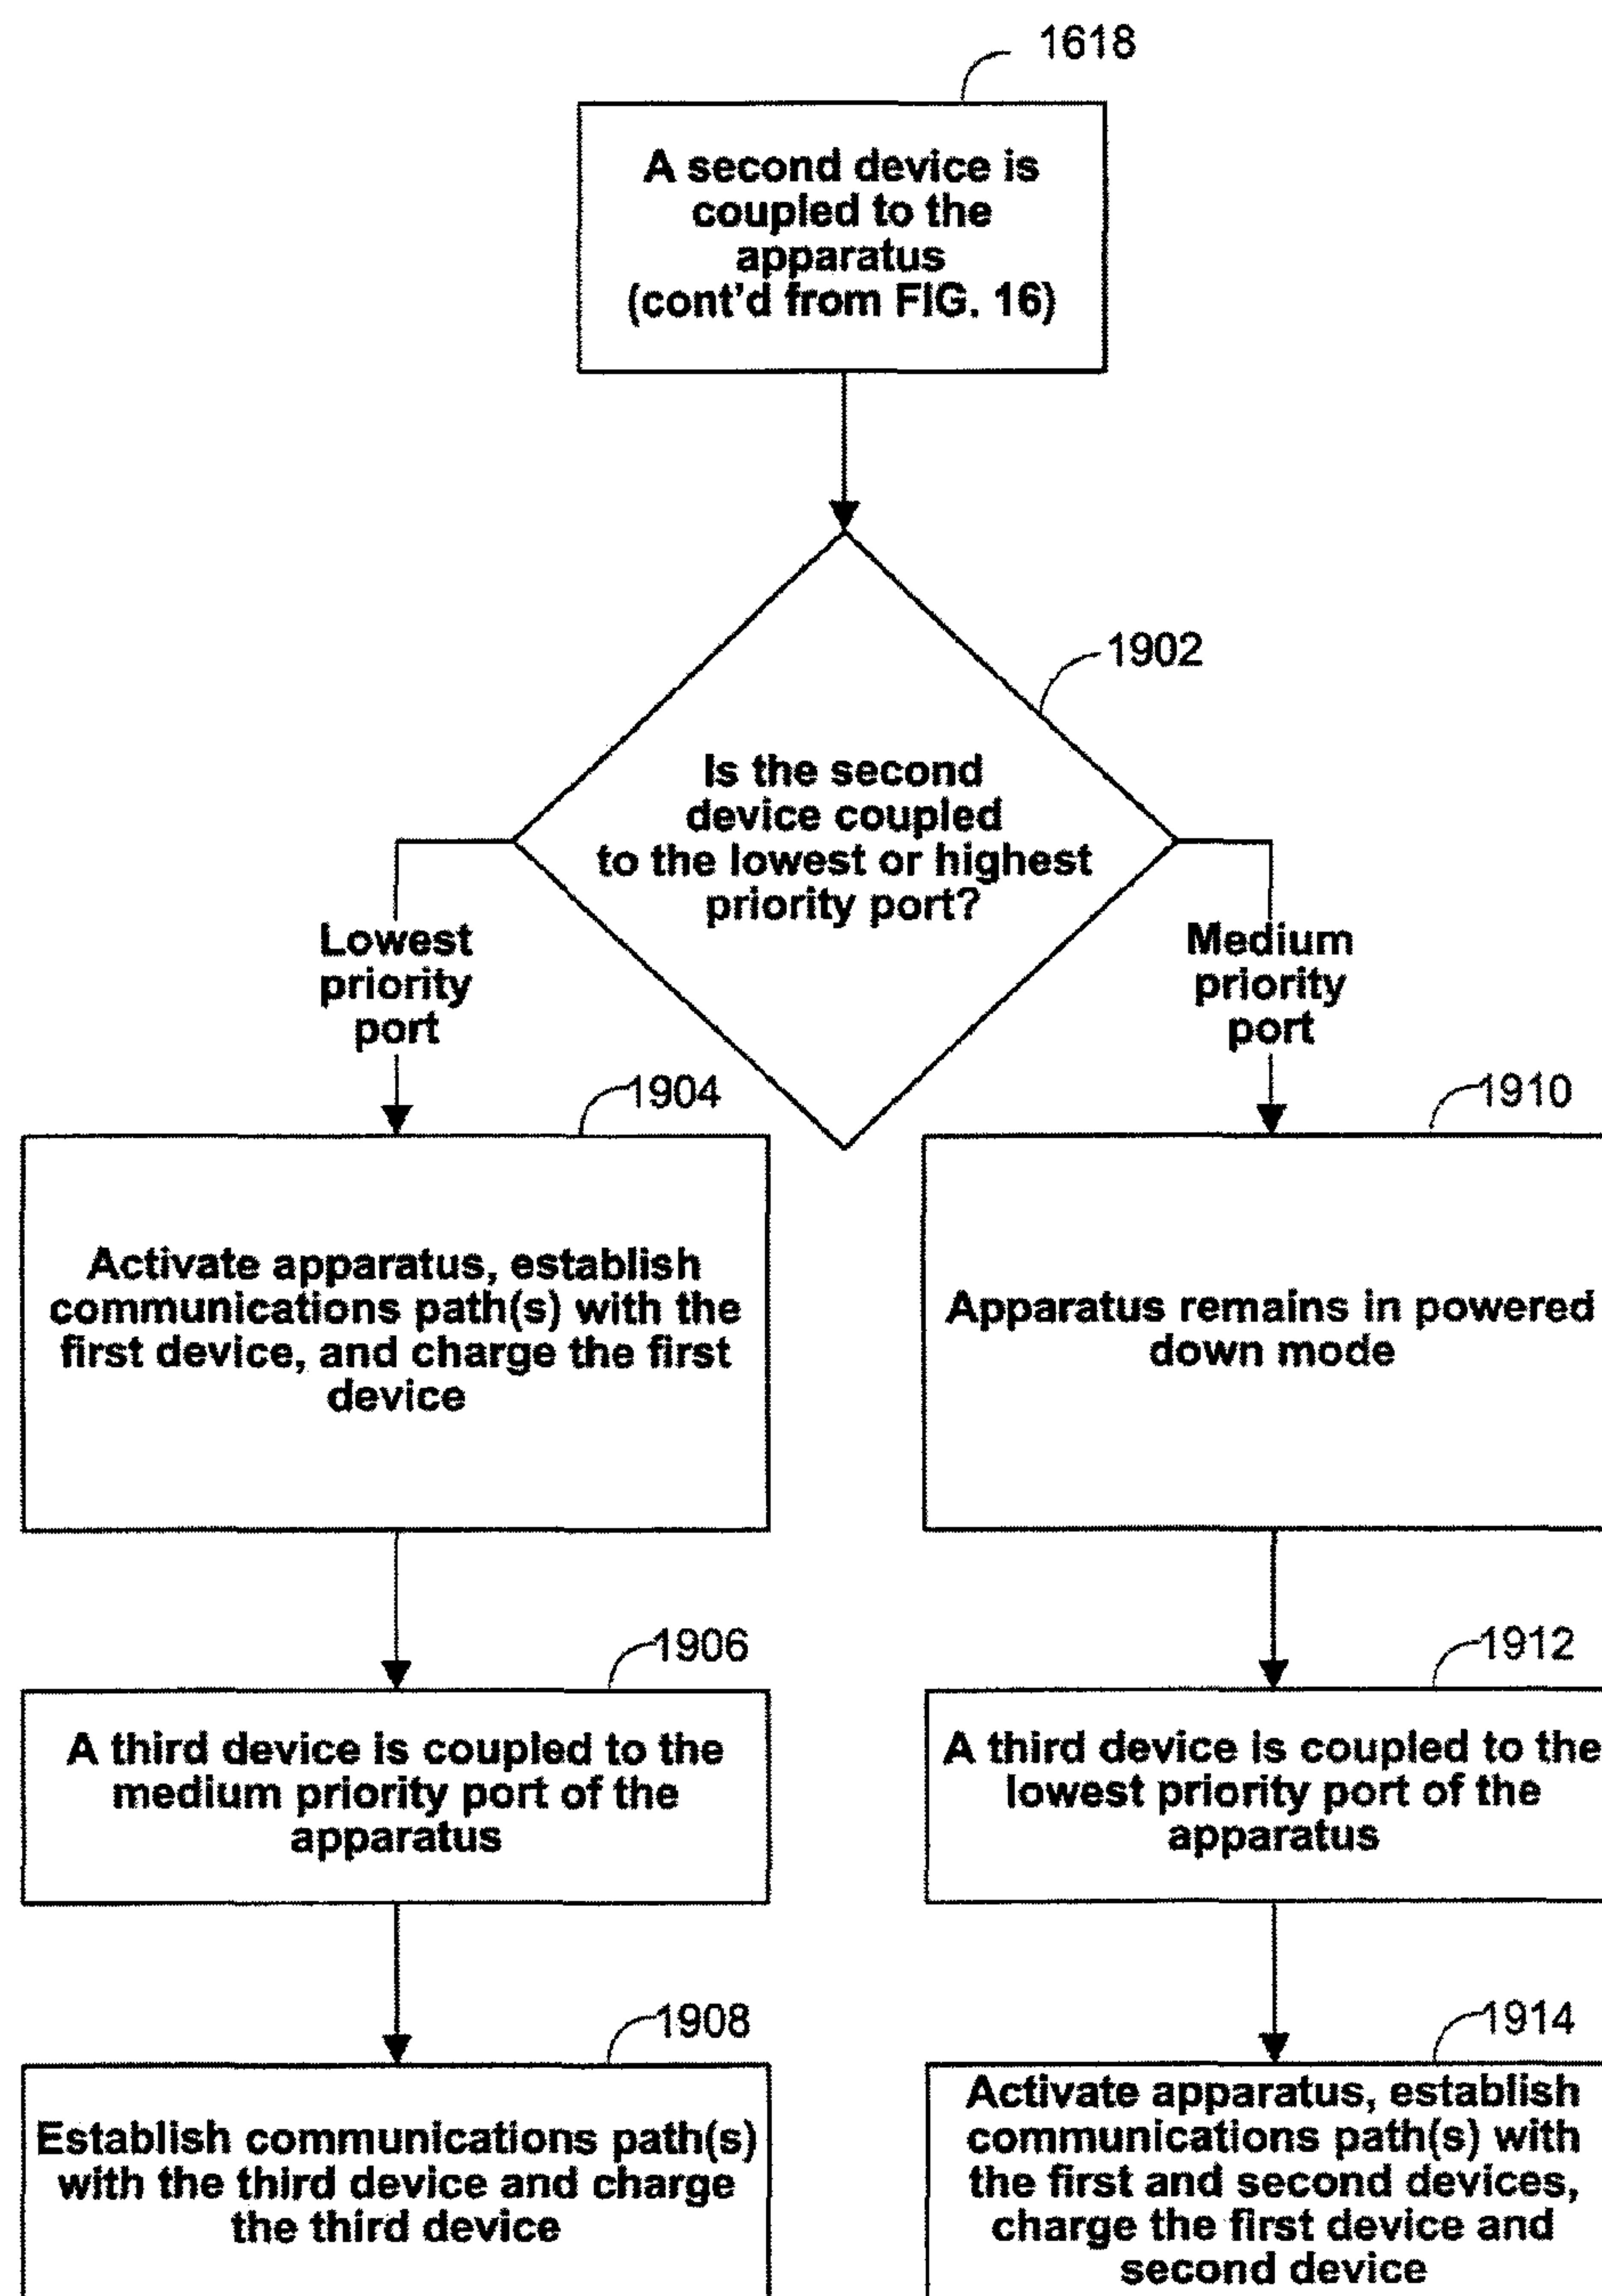 1618
A second device is
coupled to the
apparatus
(cont'd from FIG. 16)
1902
Is the second
device coupled
to the lowest or highest
priority port?
Lowest
priority
port
Medium
priority
port
1904
Activate apparatus, establish
communications path(s) with the
first device, and charge the first
device
1910
Apparatus remains in powered
down mode
1906
A third device is coupled to the
medium priority port of the
apparatus
1912
A third device is coupled to the
lowest priority port of the
apparatus
1908
Establish communications path(s)
with the third device and charge
the third device
1914
Activate apparatus, establish
communications path(s) with
the first and second devices,
charge the first device and
second device